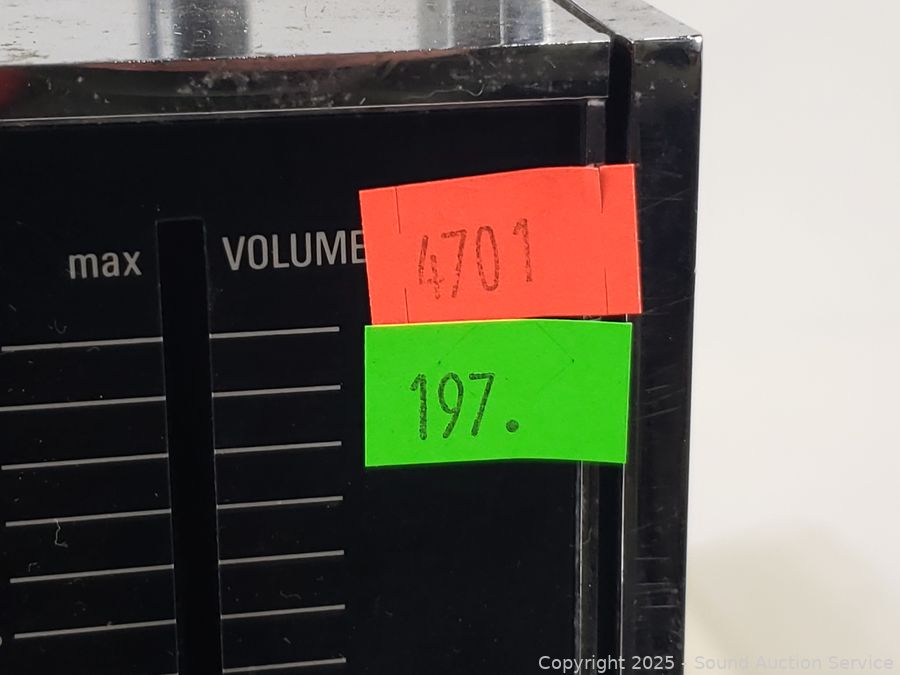 max VOLUME
4701
197.
Copyright 2025 - Sound Auction Service